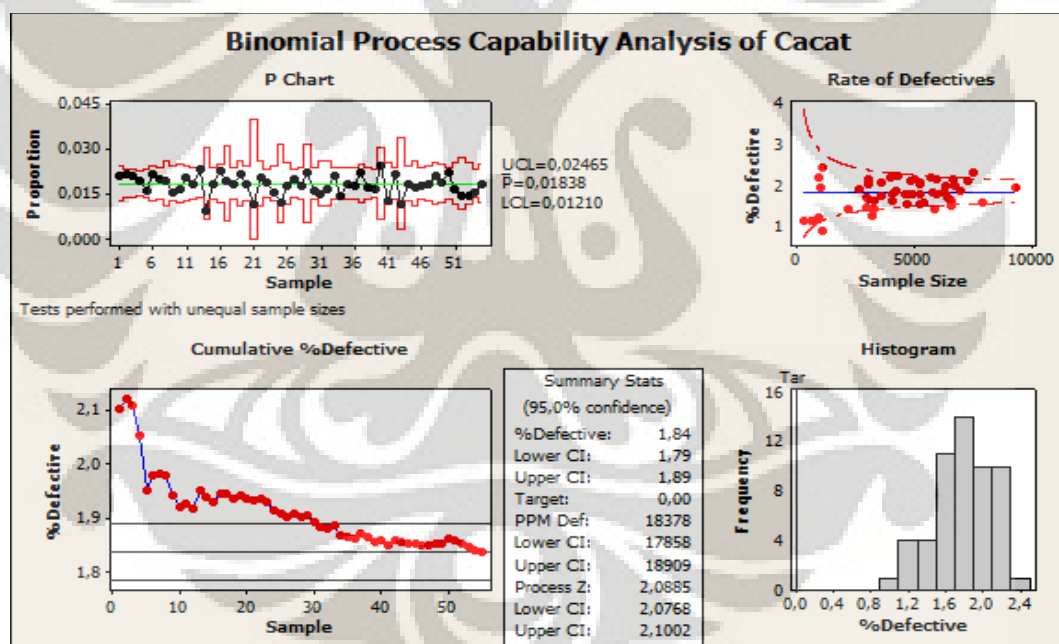 Binomial Process Capability Analysis of Cacat
P Chart
Proportion
0,045
0,030
0,015
0,000
1 6 11 16 21 26 31 36 41 46 51
Sample
UCL=0,02465
P=0,01838
LCL=0,01210
Tests performed with unequal sample sizes
Rate of Defectives
%Defective
4
3
2
1
0 5000 10000
Sample Size
Cumulative %Defective
%Defective
2,1
2,0
1,9
1,8
0 10 20 30 40 50
Sample
Summary Stats
(95,0% confidence)
%Defective: 1,84
Lower CI: 1,79
Upper CI: 1,89
Target: 0,00
PPM Def: 18378
Lower CI: 17858
Upper CI: 18909
Process Z: 2,0885
Lower CI: 2,0768
Upper CI: 2,1002
Histogram
Tar
Frequency
16
12
8
4
0
0,0 0,4 0,8 1,2 1,6 2,0 2,4
%Defective